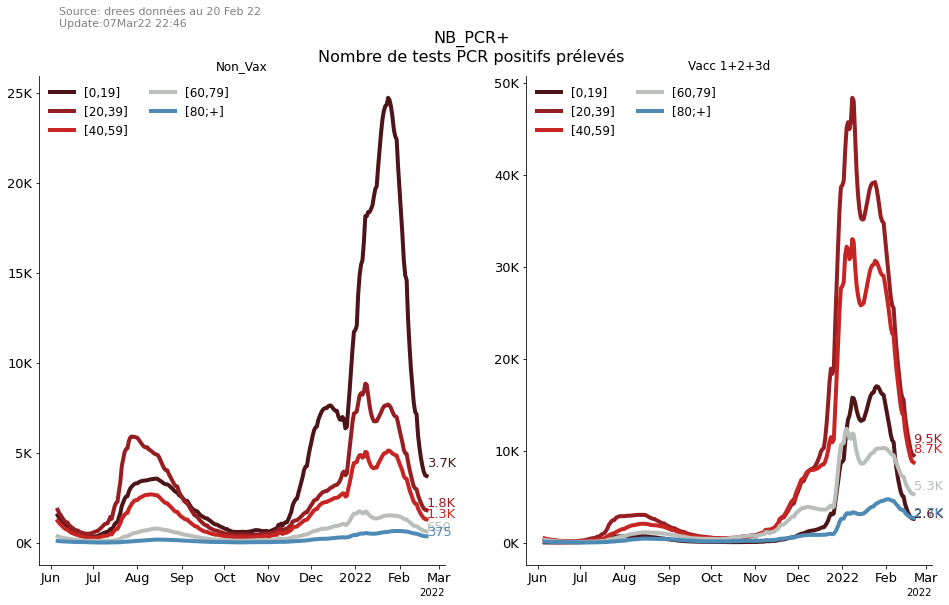 Source: drees données au 20 Feb 22
Update:07Mar22 22:46
NB_PCR+
Nombre de tests PCR positifs prélevés
Non_Vax
[0,19] [60,79]
[20,39] [80;+]
[40,59]
25K
20K
15K
10K
5K
0K
3.7K
1.8K
1.3K
650
375
Jun Jul Aug Sep Oct Nov Dec 2022 Feb Mar
2022
Vacc 1+2+3d
[0,19] [60,79]
[20,39] [80;+]
[40,59]
50K
40K
30K
20K
10K
0K
9.5K
8.7K
5.3K
2.6K
Jun Jul Aug Sep Oct Nov Dec 2022 Feb Mar
2022